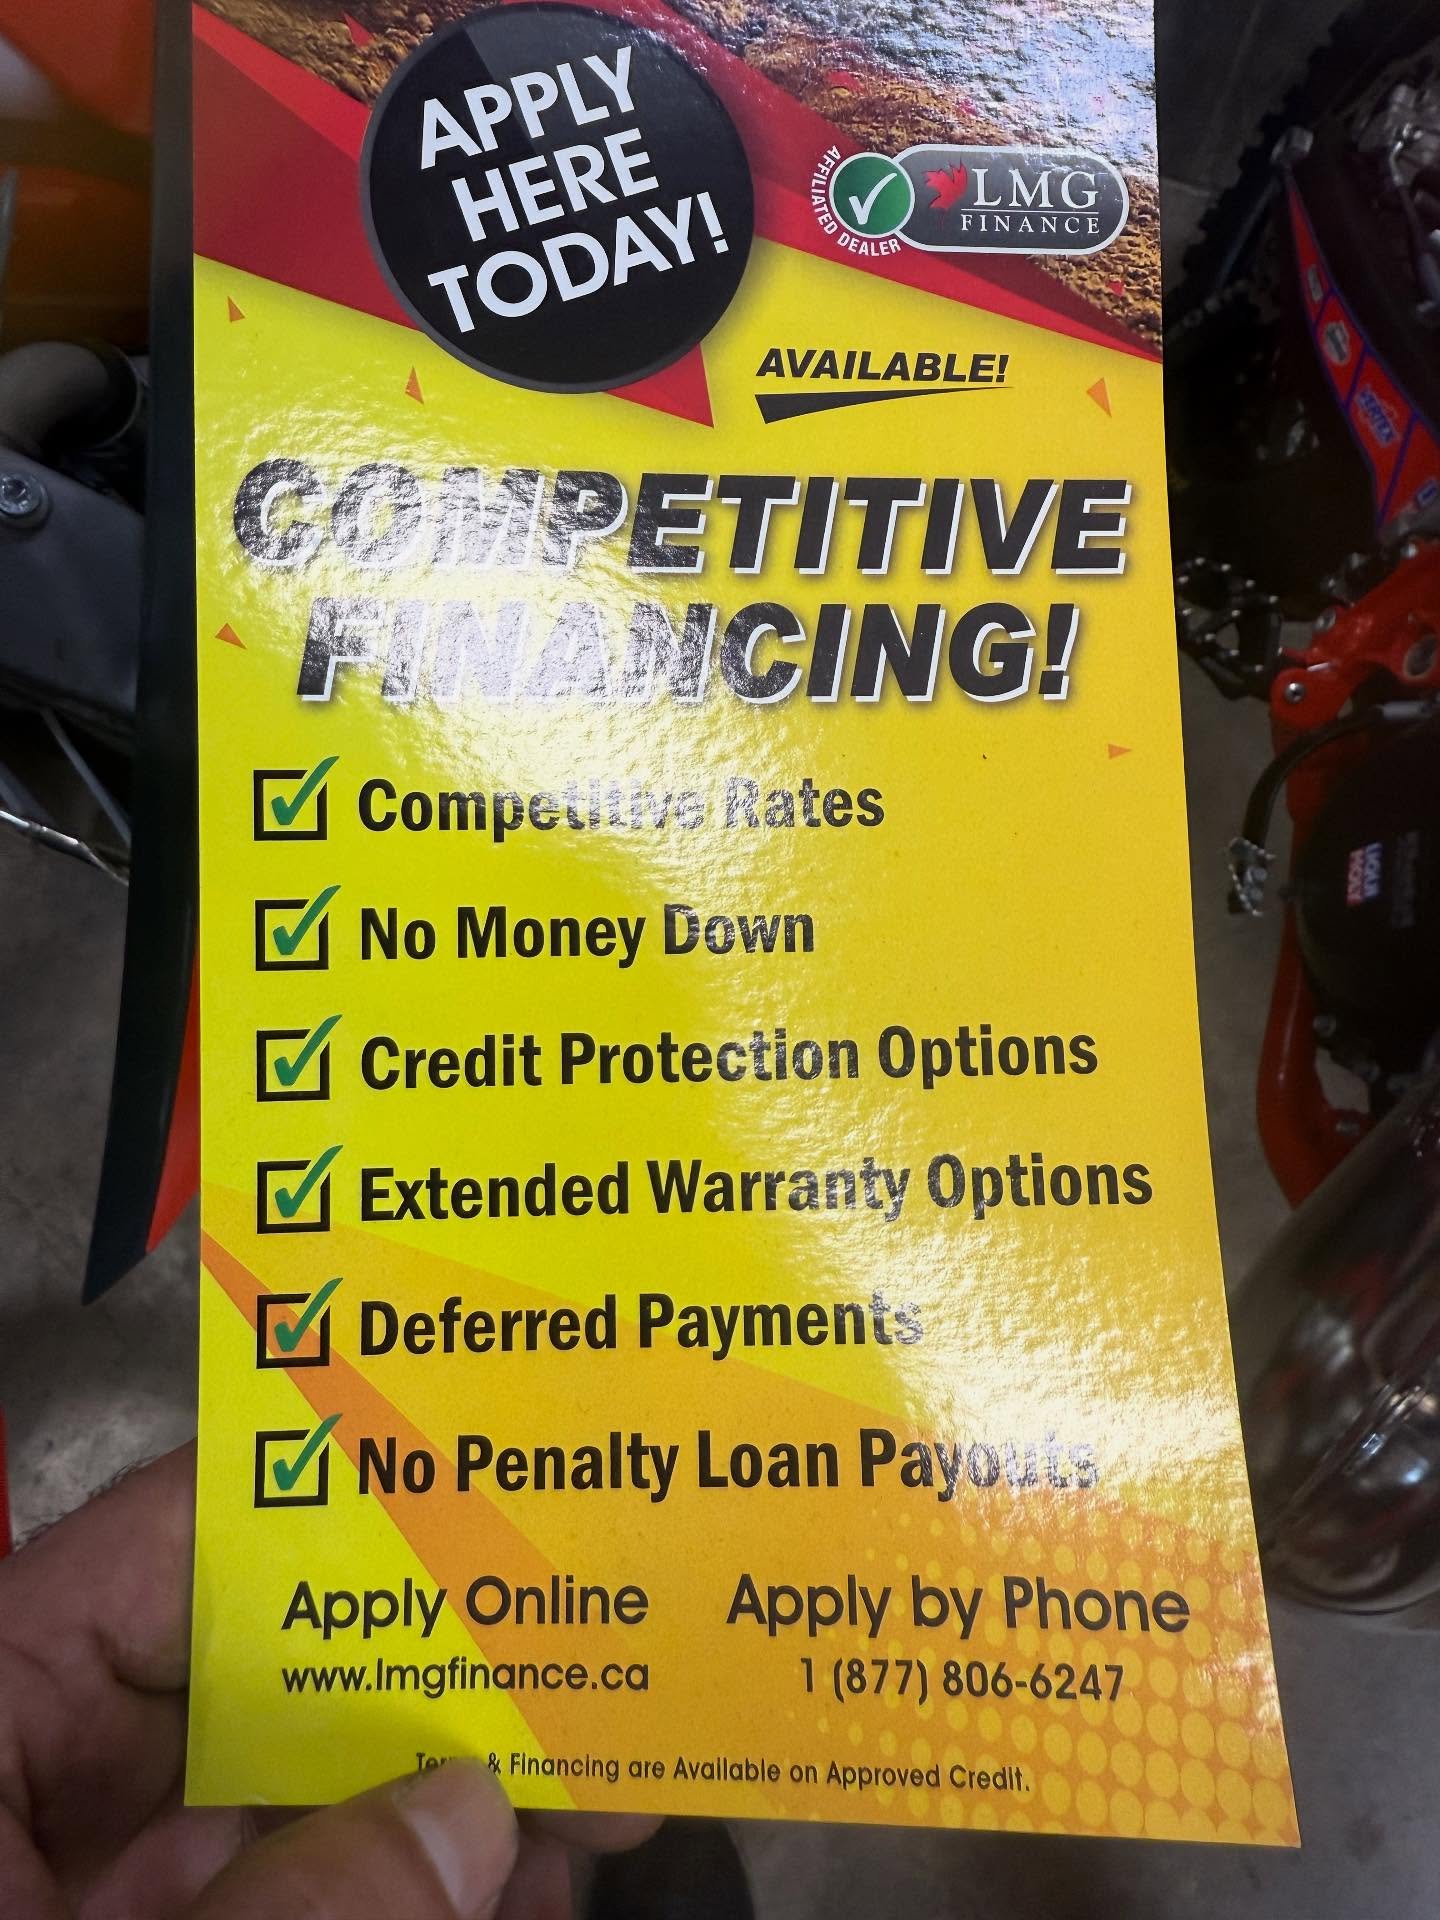 APPLY
HERE
TODAY!
AFFILIATED DEALER
LMG
FINANCE
AVAILABLE!
COMPETITIVE
FINANCING!
Competitive Rates
No Money Down
Credit Protection Options
Extended Warranty Options
Deferred Payments
No Penalty Loan Payouts
Apply Online
www.lmgfinance.ca
Apply by Phone
1 (877) 806-6247
& Financing are Available on Approved Credit.
LIQUI
MOLY